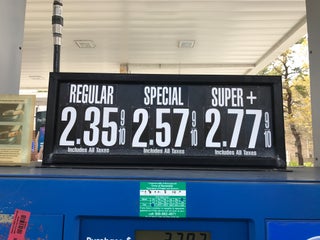 REGULAR SPECIAL SUPER +
2.35 9/10 2.57 9/10 2.77 9/10
Includes All Taxes Includes All Taxes Includes All Taxes